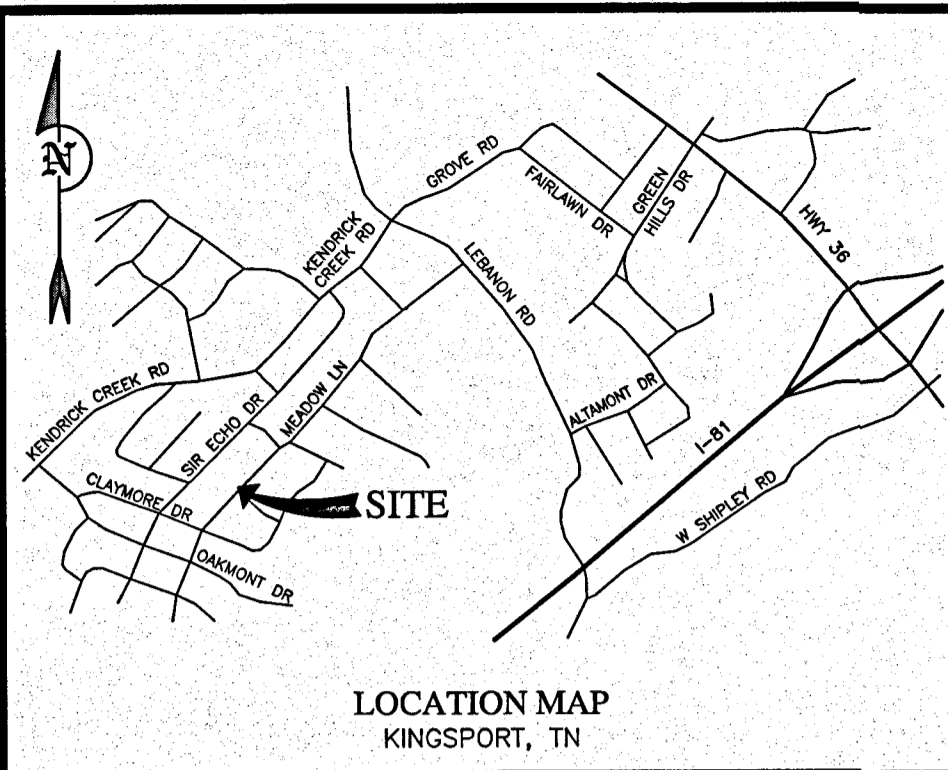 N
GROVE RD
KENDRICK
CREEK RD
FAIRLAWN DR
GREEN
HILLS DR
HWY 36
LEBANON RD
KENDRICK CREEK RD
SIR ECHO DR
MEADOW LN
ALTAMONT DR
I-81
CLAYMORE DR
SITE
W SHIPLEY RD
OAKMONT DR
LOCATION MAP
KINGSPORT, TN